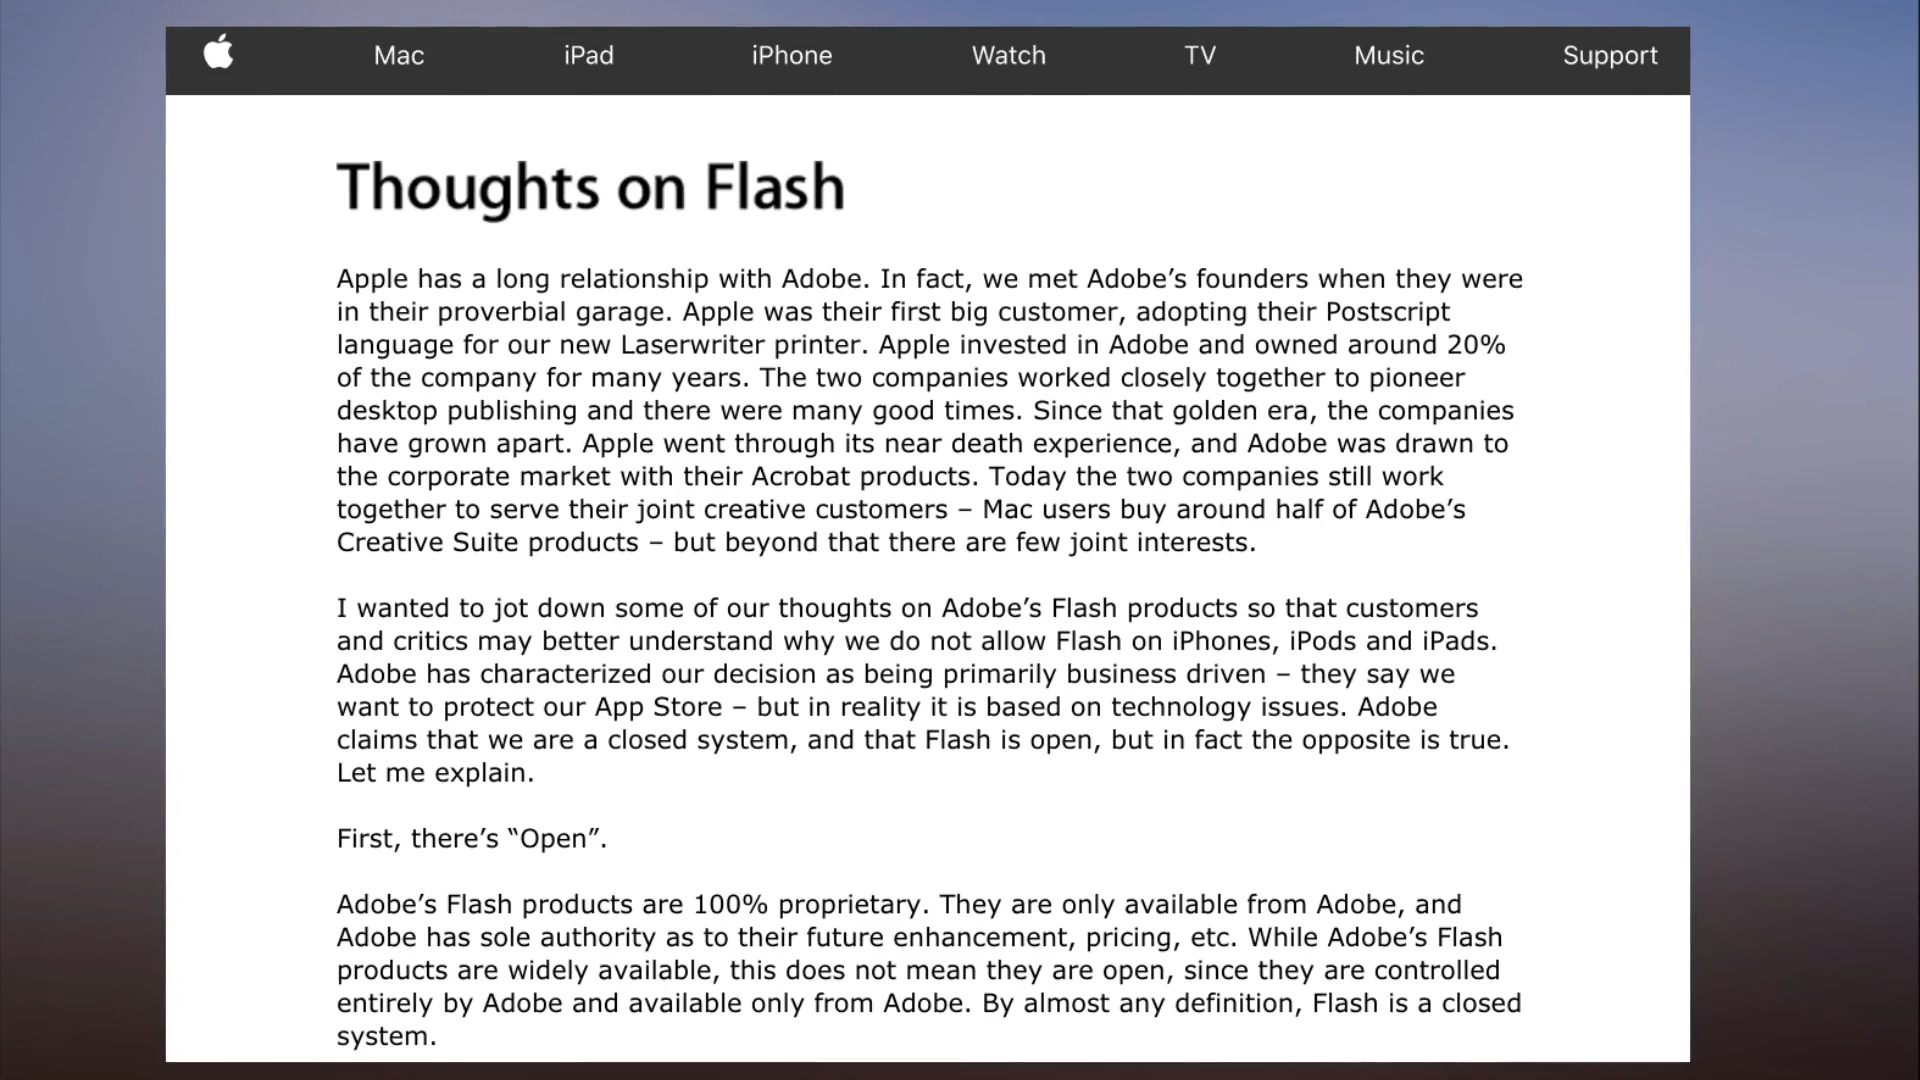 Mac iPad iPhone Watch TV Music Support
Thoughts on Flash
Apple has a long relationship with Adobe. In fact, we met Adobe’s founders when they were
in their proverbial garage. Apple was their first big customer, adopting their Postscript
language for our new Laserwriter printer. Apple invested in Adobe and owned around 20%
of the company for many years. The two companies worked closely together to pioneer
desktop publishing and there were many good times. Since that golden era, the companies
have grown apart. Apple went through its near death experience, and Adobe was drawn to
the corporate market with their Acrobat products. Today the two companies still work
together to serve their joint creative customers – Mac users buy around half of Adobe’s
Creative Suite products – but beyond that there are few joint interests.
I wanted to jot down some of our thoughts on Adobe’s Flash products so that customers
and critics may better understand why we do not allow Flash on iPhones, iPods and iPads.
Adobe has characterized our decision as being primarily business driven – they say we
want to protect our App Store – but in reality it is based on technology issues. Adobe
claims that we are a closed system, and that Flash is open, but in fact the opposite is true.
Let me explain.
First, there’s “Open”.
Adobe’s Flash products are 100% proprietary. They are only available from Adobe, and
Adobe has sole authority as to their future enhancement, pricing, etc. While Adobe’s Flash
products are widely available, this does not mean they are open, since they are controlled
entirely by Adobe and available only from Adobe. By almost any definition, Flash is a closed
system.